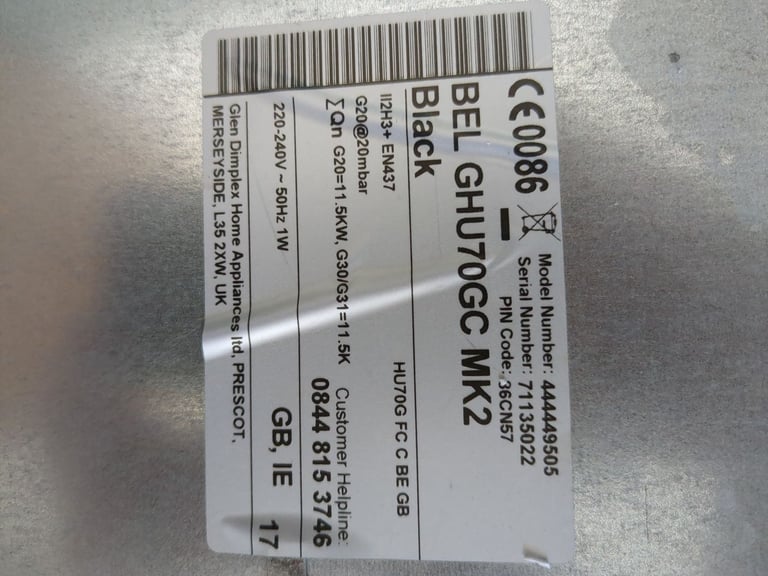 CE0086
Model Number: 444449505
Serial Number: 71135022
PIN Code: 36CN57
BEL GHU70GC MK2
Black
HU70G FC C BE GB
II2H3+ EN437
G20@20mbar
ΣQn G20=11.5KW, G30/G31=11.5K
Customer Helpline:
0844 815 3746
220-240V ~ 50Hz 1W
GB, IE
17
Glen Dimplex Home Appliances ltd, PRESCOT,
MERSEYSIDE, L35 2XW, UK